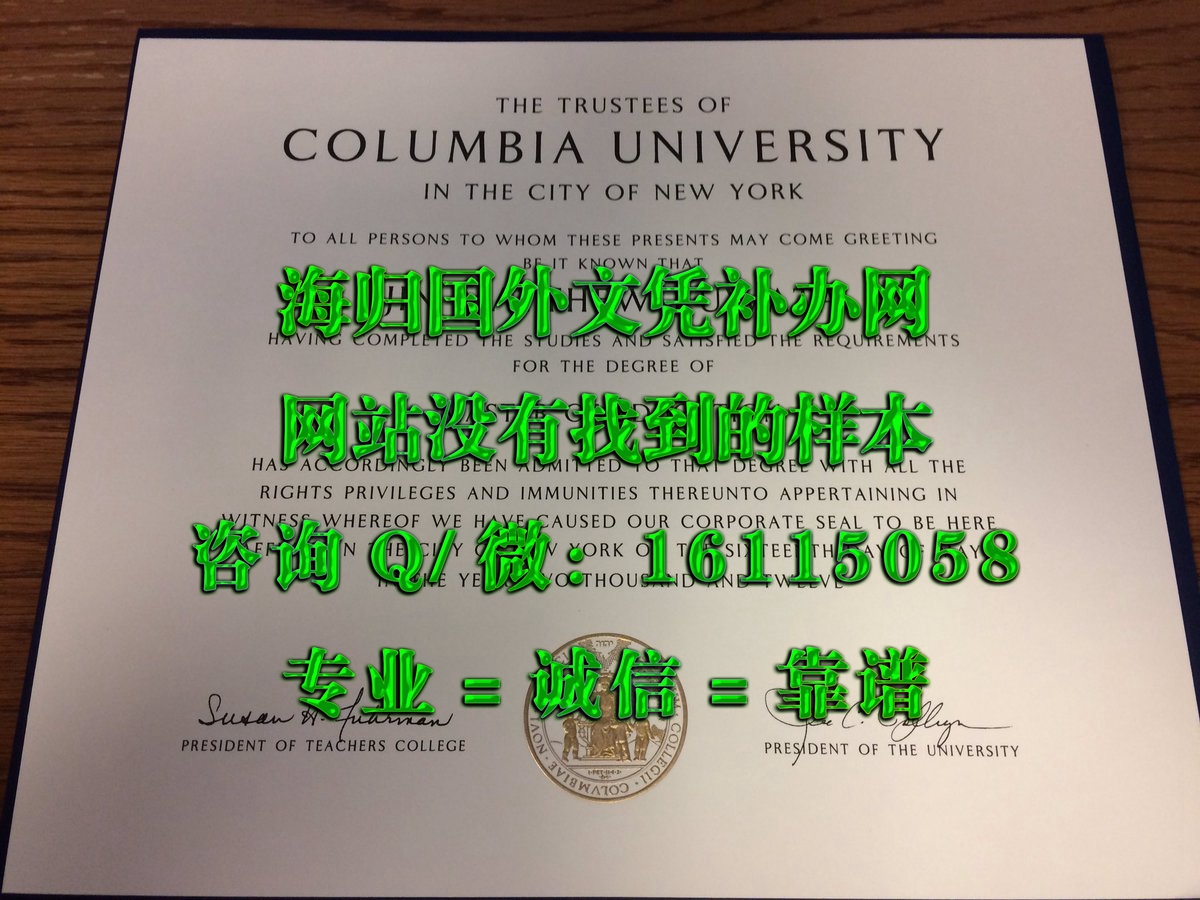 THE TRUSTEES OF
COLUMBIA UNIVERSITY
IN THE CITY OF NEW YORK
TO ALL PERSONS TO WHOM THESE PRESENTS MAY COME GREETING
BE IT KNOWN THAT
海归国外文凭补办网
HAVING COMPLETED THE STUDIES AND SATISFIED THE REQUIREMENTS
FOR THE DEGREE OF
网站没有找到的样本
HAS ACCORDINGLY BEEN ADMITTED TO THAT DEGREE WITH ALL THE
RIGHTS PRIVILEGES AND IMMUNITIES THEREUNTO APPERTAINING IN
WITNESS WHEREOF WE HAVE CAUSED OUR CORPORATE SEAL TO BE HERE
咨询Q/微：16115058
THOUSAND AND TWELVE
专业=诚信=靠谱
Susan H. Fuhrman
PRESIDENT OF TEACHERS COLLEGE
PRESIDENT OF THE UNIVERSITY